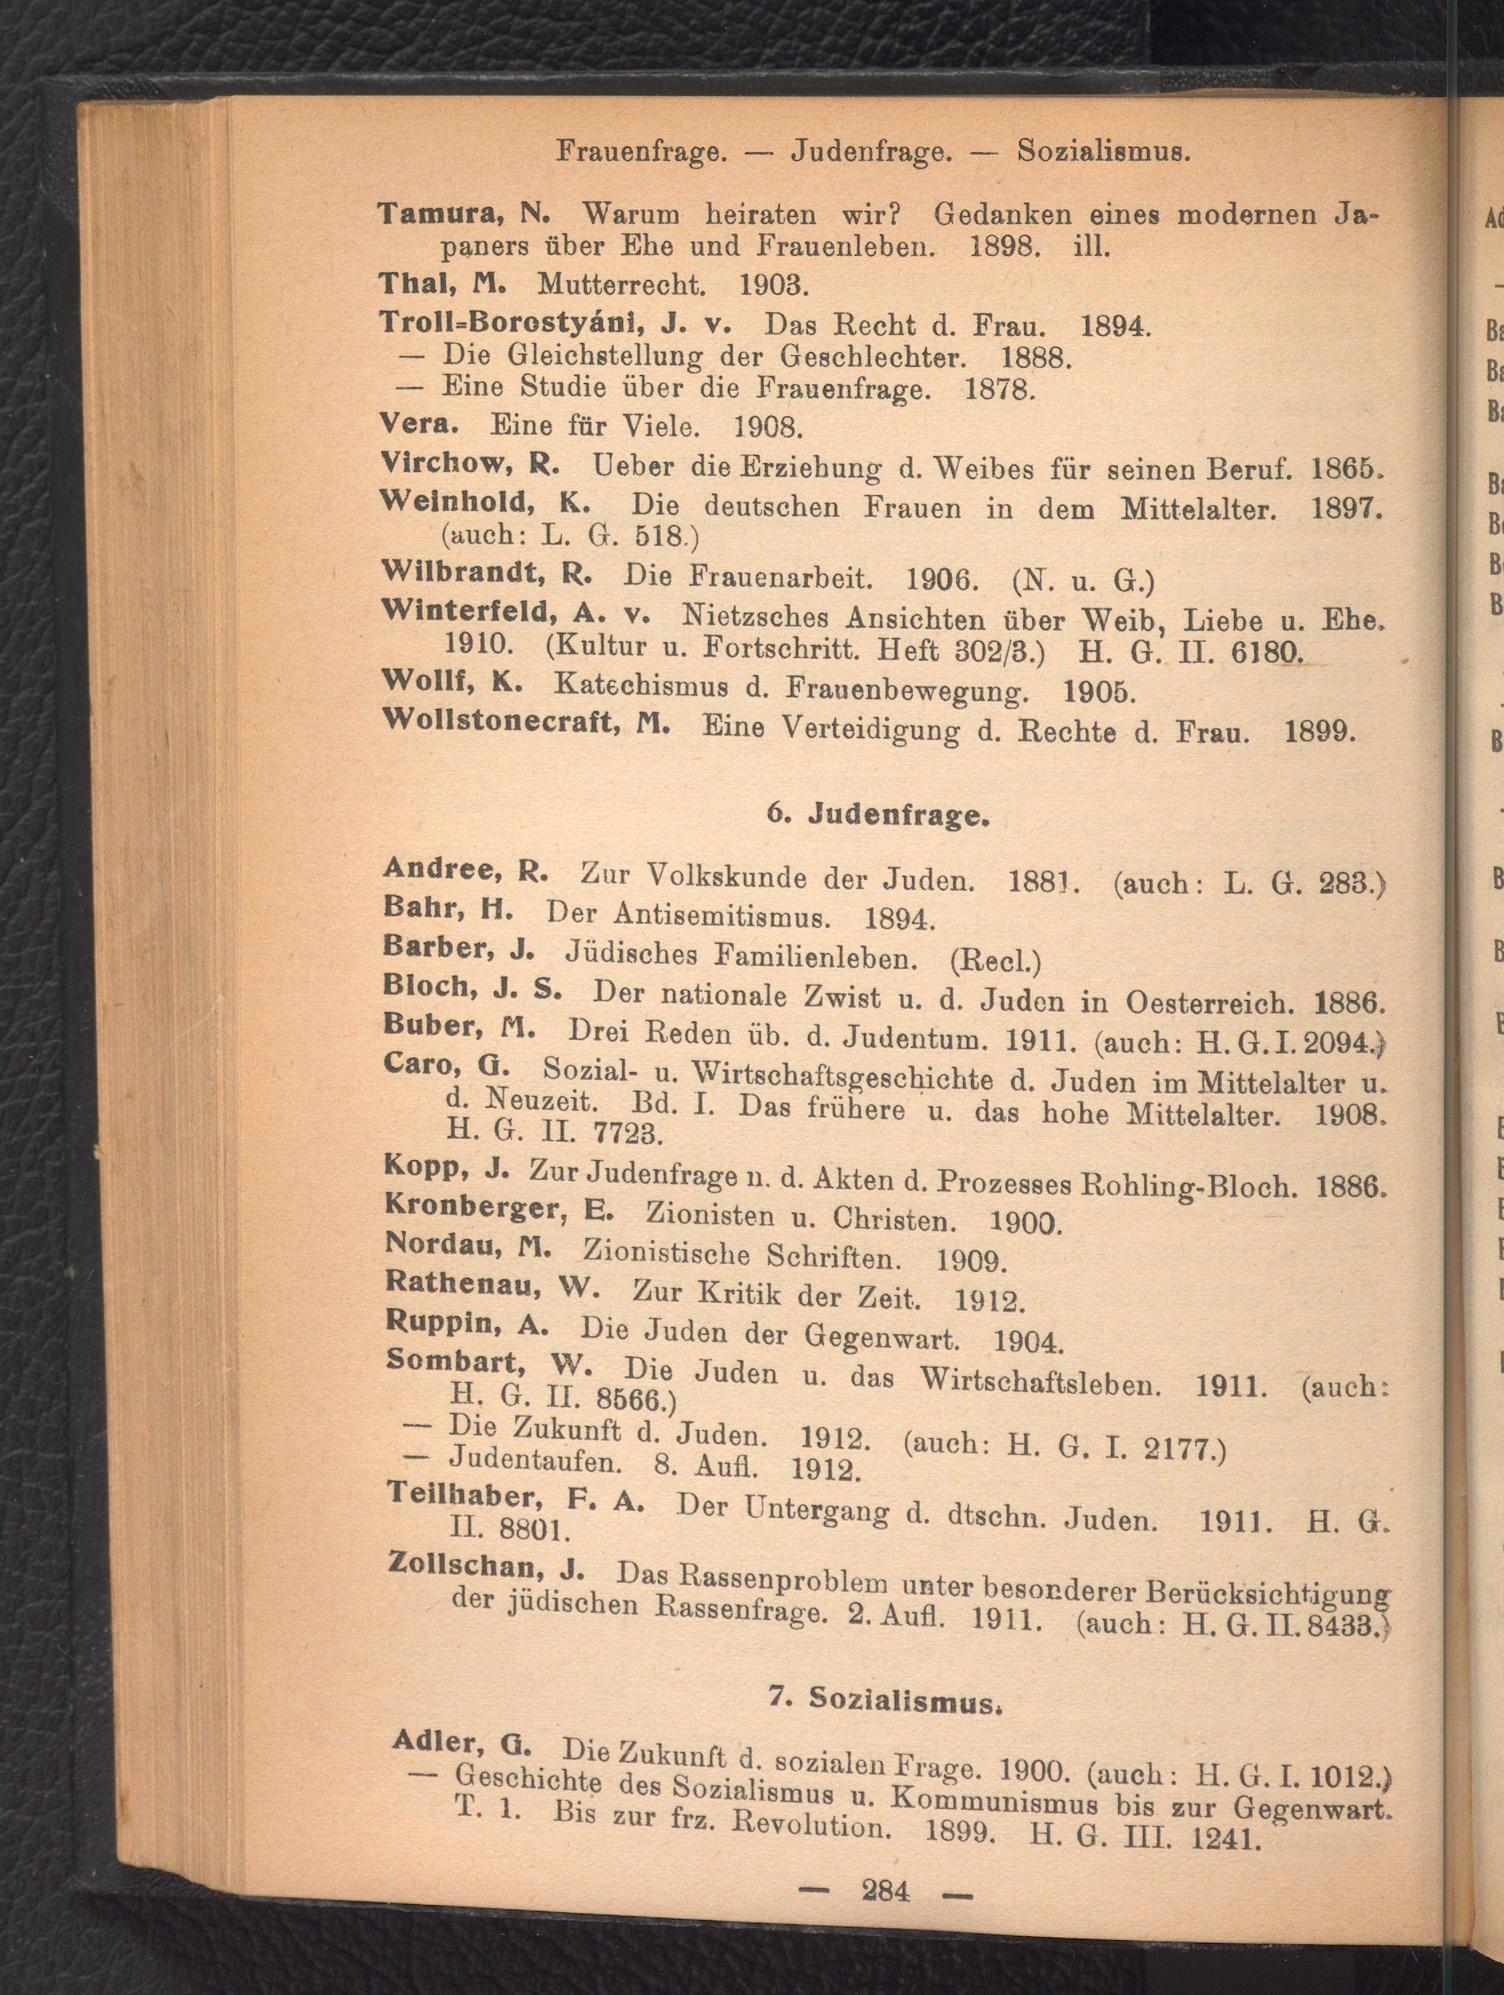 Frauenfrage. — Judenfrage. — Sozialismus.
Tamura, N. Warum heiraten wir? Gedanken eines modernen Ja-
paners über Ehe und Frauenleben. 1898. ill.
Thal, M. Mutterrecht. 1903.
Troll=Borostyáni, J. v. Das Recht d. Frau. 1894.
— Die Gleichstellung der Geschlechter. 1888.
— Eine Studie über die Frauenfrage. 1878.
Vera. Eine für Viele. 1908.
Virchow, R. Ueber die Erziehung d. Weibes für seinen Beruf. 1865.
Weinhold, K. Die deutschen Frauen in dem Mittelalter. 1897.
(auch: L. G. 518.)
Wilbrandt, R. Die Frauenarbeit. 1906. (N. u. G.)
Winterfeld, A. v. Nietzsches Ansichten über Weib, Liebe u. Ehe.
1910. (Kultur u. Fortschritt. Heft 302/3.) H. G. II. 6180.
Wollf, K. Katechismus d. Frauenbewegung. 1905.
Wollstonecraft, M. Eine Verteidigung d. Rechte d. Frau. 1899.
6. Judenfrage.
Andree, R. Zur Volkskunde der Juden. 1881. (auch: L. G. 283.)
Bahr, H. Der Antisemitismus. 1894.
Barber, J. Jüdisches Familienleben. (Recl.)
Bloch, J. S. Der nationale Zwist u. d. Juden in Oesterreich. 1886.
Buber, M. Drei Reden üb. d. Judentum. 1911. (auch: H. G. I. 2094.)
Caro, G. Sozial- u. Wirtschaftsgeschichte d. Juden im Mittelalter u.
d. Neuzeit. Bd. I. Das frühere u. das hohe Mittelalter. 1908.
H. G. II. 7723.
Kopp, J. Zur Judenfrage n. d. Akten d. Prozesses Rohling-Bloch. 1886.
Kronberger, E. Zionisten u. Christen. 1900.
Nordau, M. Zionistische Schriften. 1909.
Rathenau, W. Zur Kritik der Zeit. 1912.
Ruppin, A. Die Juden der Gegenwart. 1904.
Sombart, W. Die Juden u. das Wirtschaftsleben. 1911. (auch:
H. G. II. 8566.)
— Die Zukunft d. Juden. 1912. (auch: H. G. I. 2177.)
— Judentaufen. 8. Aufl. 1912.
Teilhaber, F. A. Der Untergang d. dtschn. Juden. 1911. H. G.
II. 8801.
Zollschan, J. Das Rassenproblem unter besonderer Berücksichtigung
der jüdischen Rassenfrage. 2. Aufl. 1911. (auch: H. G. II. 8433.)
7. Sozialismus.
Adler, G. Die Zukunft d. sozialen Frage. 1900. (auch: H. G. I. 1012.)
— Geschichte des Sozialismus u. Kommunismus bis zur Gegenwart.
T. 1. Bis zur frz. Revolution. 1899. H. G. III. 1241.
— 284 —